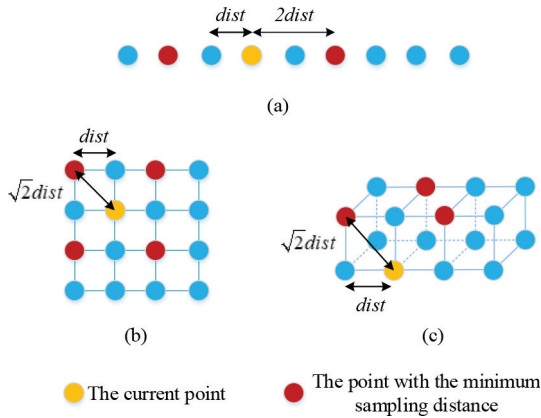 dist 2dist
(a)
dist
√2dist
√2dist
dist
(b) (c)
The current point
The point with the minimum
sampling distance